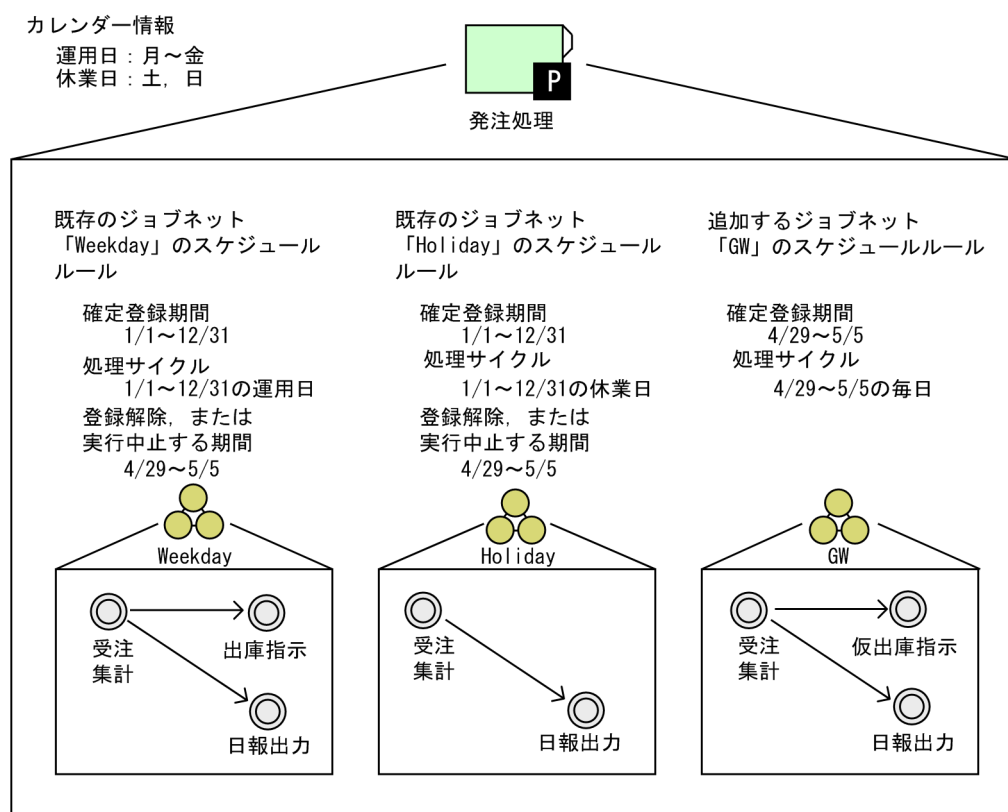 カレンダー情報
運用日：月～金
休業日：土，日
P
発注処理
既存のジョブネット
「Weekday」のスケジュール
ルール
確定登録期間
1/1～12/31
処理サイクル
1/1～12/31の運用日
登録解除，または
実行中止する期間
4/29～5/5
Weekday
受注
集計
出庫指示
日報出力
既存のジョブネット
「Holiday」のスケジュール
ルール
確定登録期間
1/1～12/31
処理サイクル
1/1～12/31の休業日
登録解除，または
実行中止する期間
4/29～5/5
Holiday
受注
集計
日報出力
追加するジョブネット
「GW」のスケジュールルール
確定登録期間
4/29～5/5
処理サイクル
4/29～5/5の毎日
GW
受注
集計
仮出庫指示
日報出力